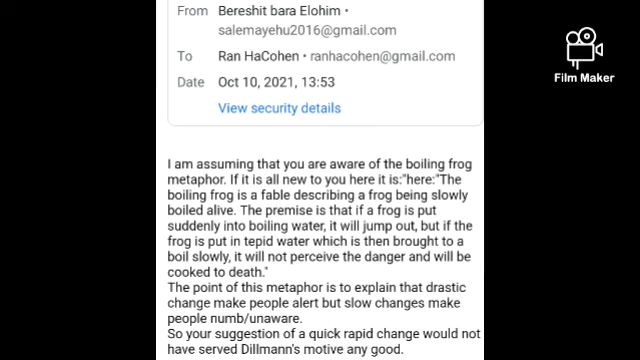 From Bereshit bara Elohim •
salemayehu2016@gmail.com
To Ran HaCohen • ranhacohen@gmail.com
Date Oct 10, 2021, 13:53
View security details
Film Maker
I am assuming that you are aware of the boiling frog
metaphor. If it is all new to you here it is:"here:"The
boiling frog is a fable describing a frog being slowly
boiled alive. The premise is that if a frog is put
suddenly into boiling water, it will jump out, but if the
frog is put in tepid water which is then brought to a
boil slowly, it will not perceive the danger and will be
cooked to death."
The point of this metaphor is to explain that drastic
change make people alert but slow changes make
people numb/unaware.
So your suggestion of a quick rapid change would not
have served Dillmann's motive any good.